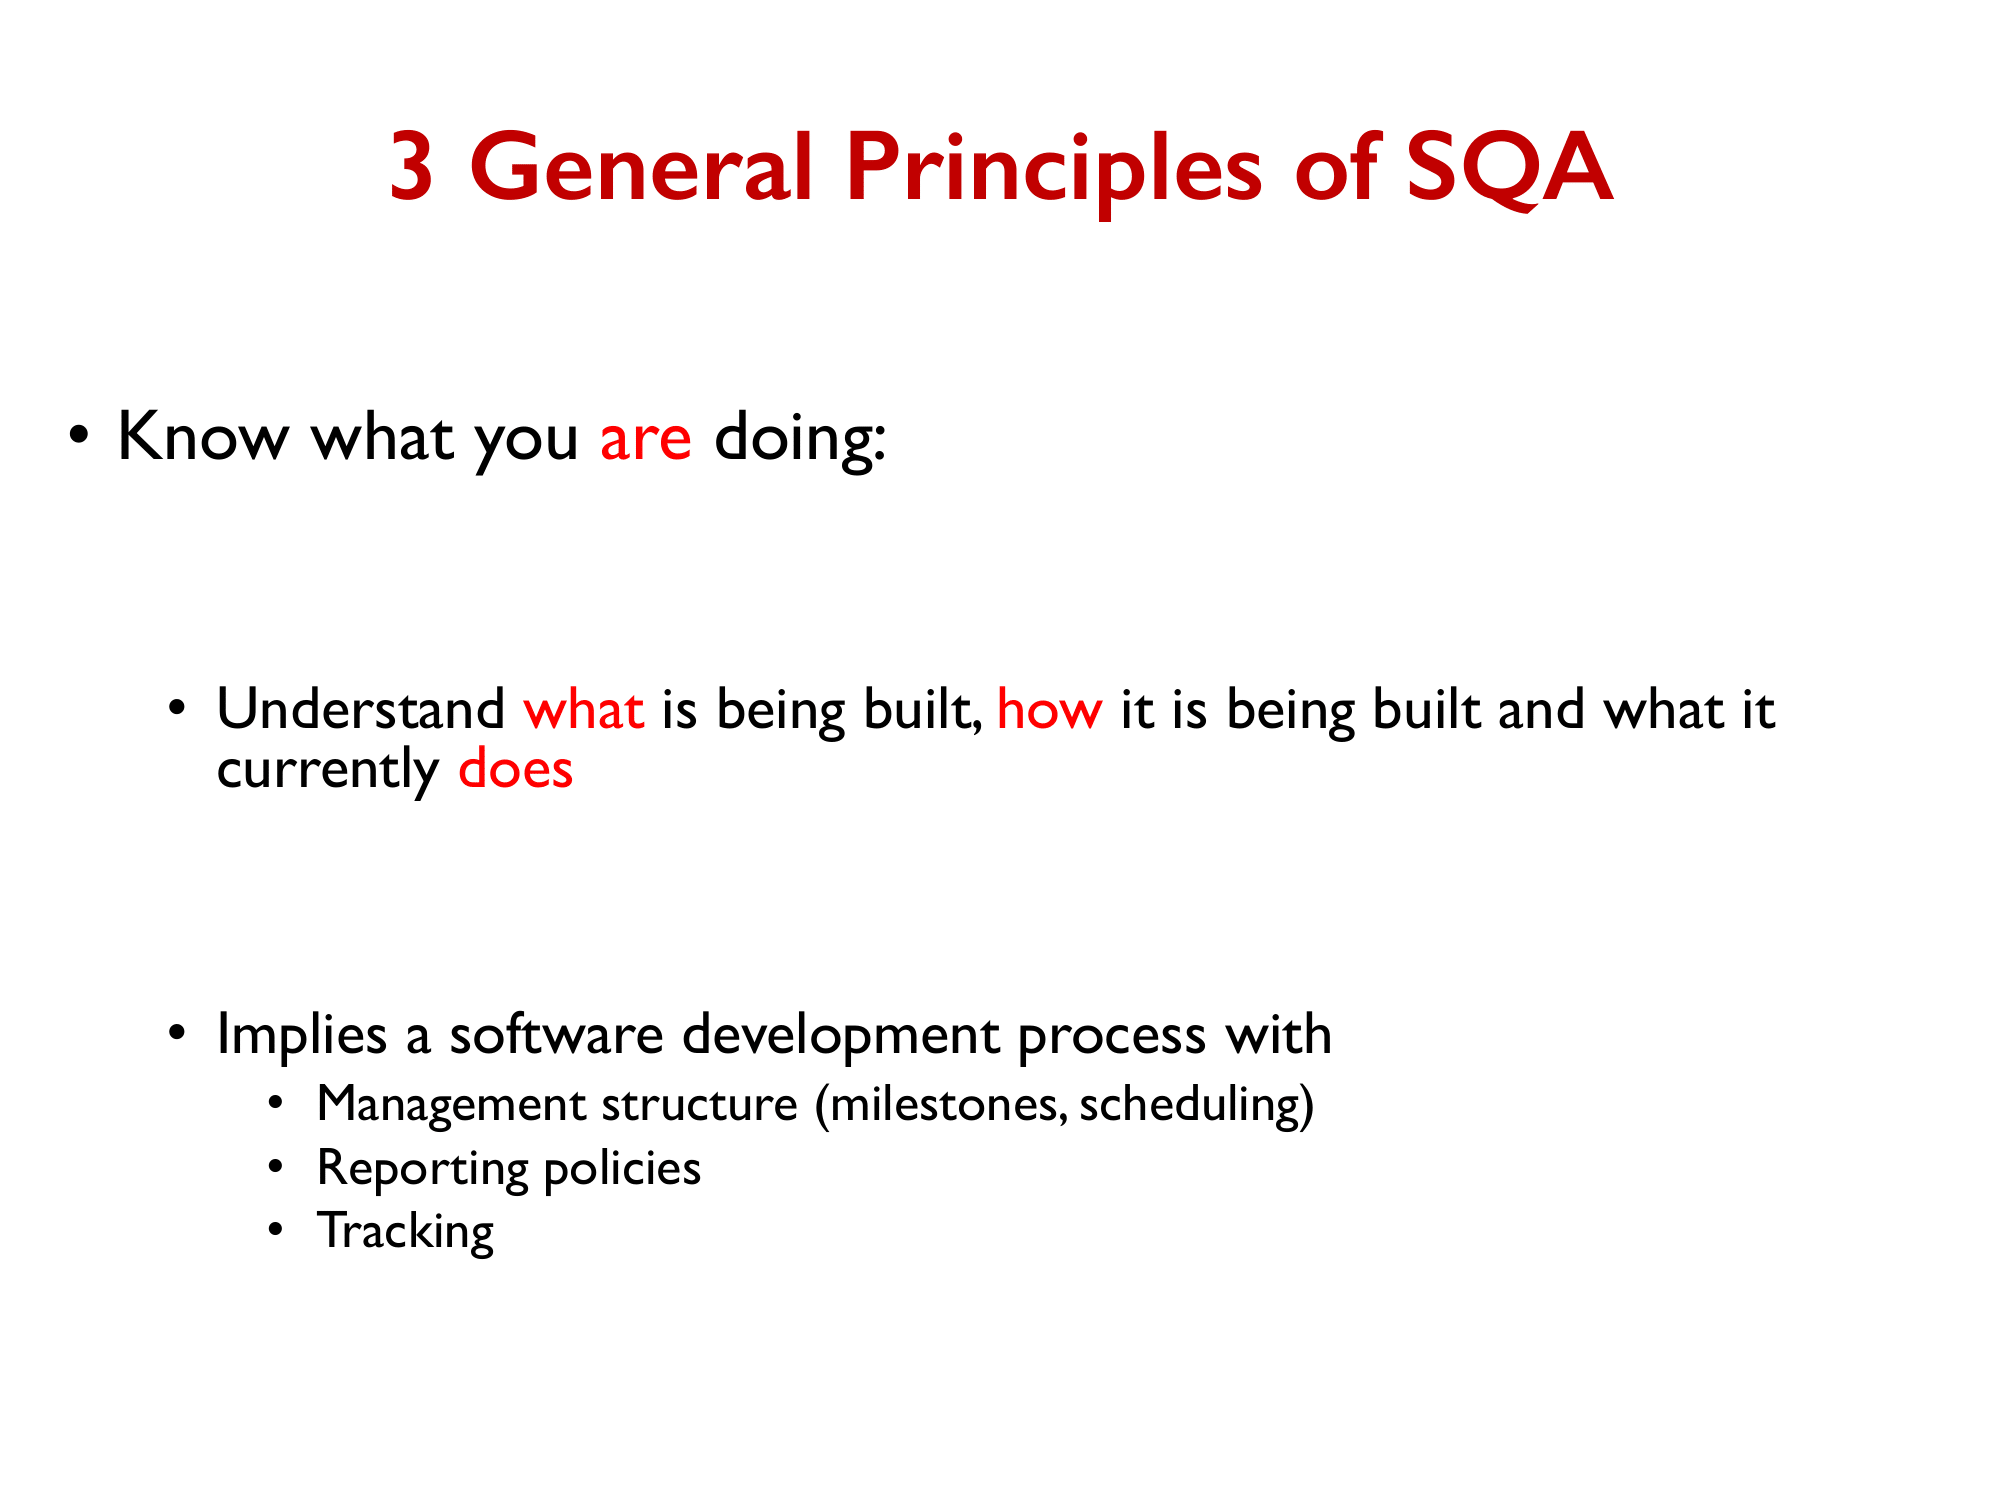 3 General Principles of SQA
• Know what you are doing:
• Understand what is being built, how it is being built and what it
currently does
• Implies a software development process with
• Management structure (milestones, scheduling)
• Reporting policies
• Tracking